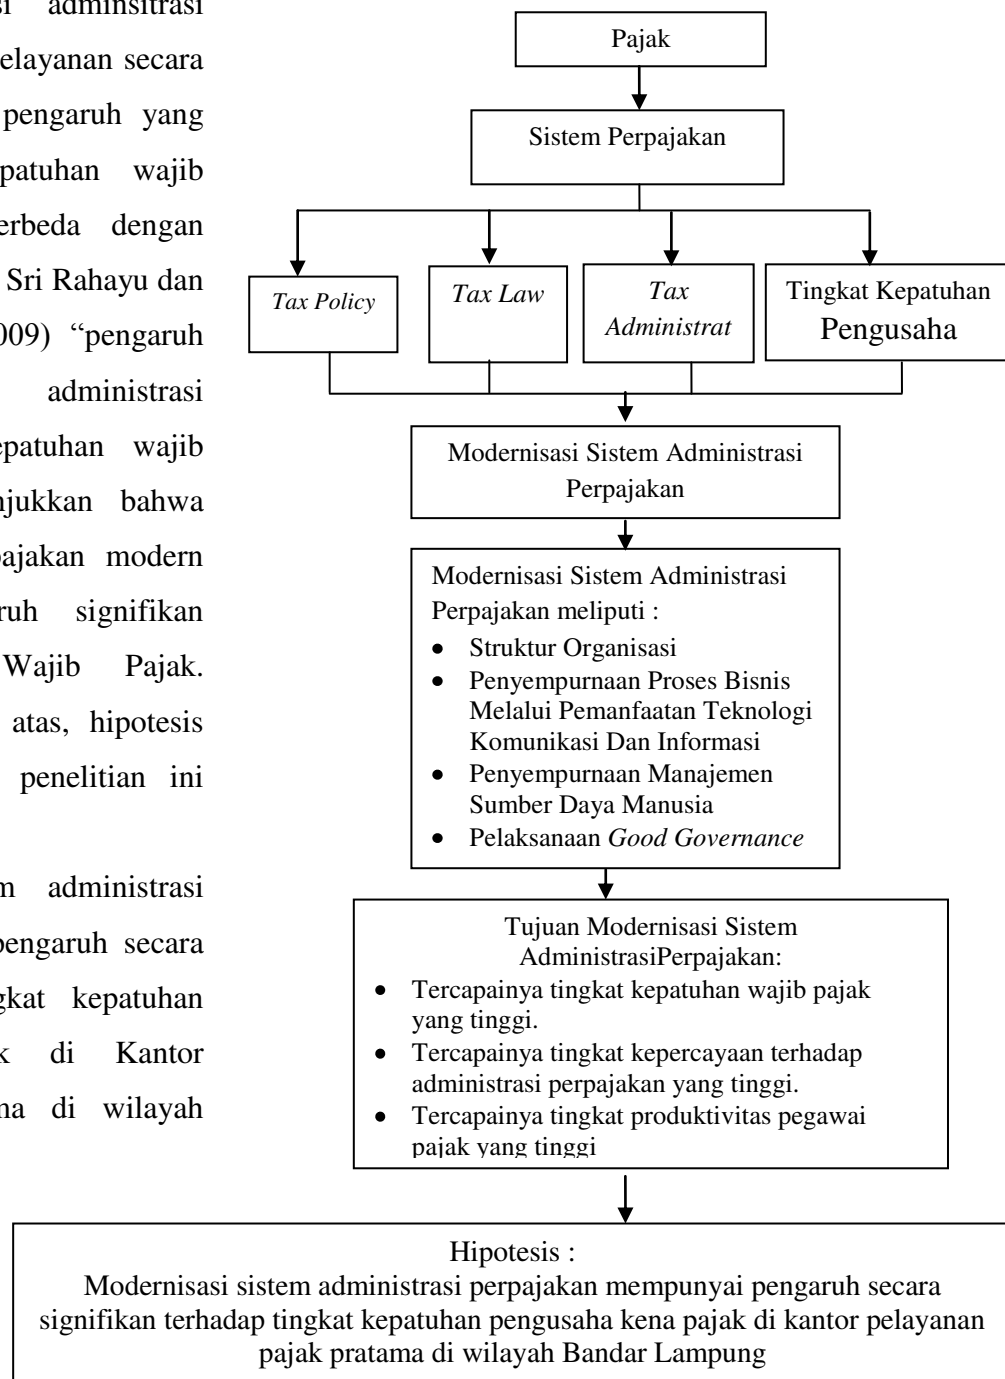 si adminsitrasi
elayanan secara
pengaruh yang
patuhan wajib
erbeda dengan
Sri Rahayu dan
009) “pengaruh
administrasi
epatuhan wajib
njukkan bahwa
pajakan modern
ruh signifikan
Wajib Pajak.
atas, hipotesis
penelitian ini
m administrasi
pengaruh secara
gkat kepatuhan
k di Kantor
ma di wilayah
Pajak
Sistem Perpajakan
Tax Policy
Tax Law
Tax
Administrat
Tingkat Kepatuhan
Pengusaha
Modernisasi Sistem Administrasi
Perpajakan
Modernisasi Sistem Administrasi
Perpajakan meliputi :
• Struktur Organisasi
• Penyempurnaan Proses Bisnis
Melalui Pemanfaatan Teknologi
Komunikasi Dan Informasi
• Penyempurnaan Manajemen
Sumber Daya Manusia
• Pelaksanaan Good Governance
Tujuan Modernisasi Sistem
AdministrasiPerpajakan:
• Tercapainya tingkat kepatuhan wajib pajak
yang tinggi.
• Tercapainya tingkat kepercayaan terhadap
administrasi perpajakan yang tinggi.
• Tercapainya tingkat produktivitas pegawai
pajak yang tinggi
Hipotesis :
Modernisasi sistem administrasi perpajakan mempunyai pengaruh secara
signifikan terhadap tingkat kepatuhan pengusaha kena pajak di kantor pelayanan
pajak pratama di wilayah Bandar Lampung